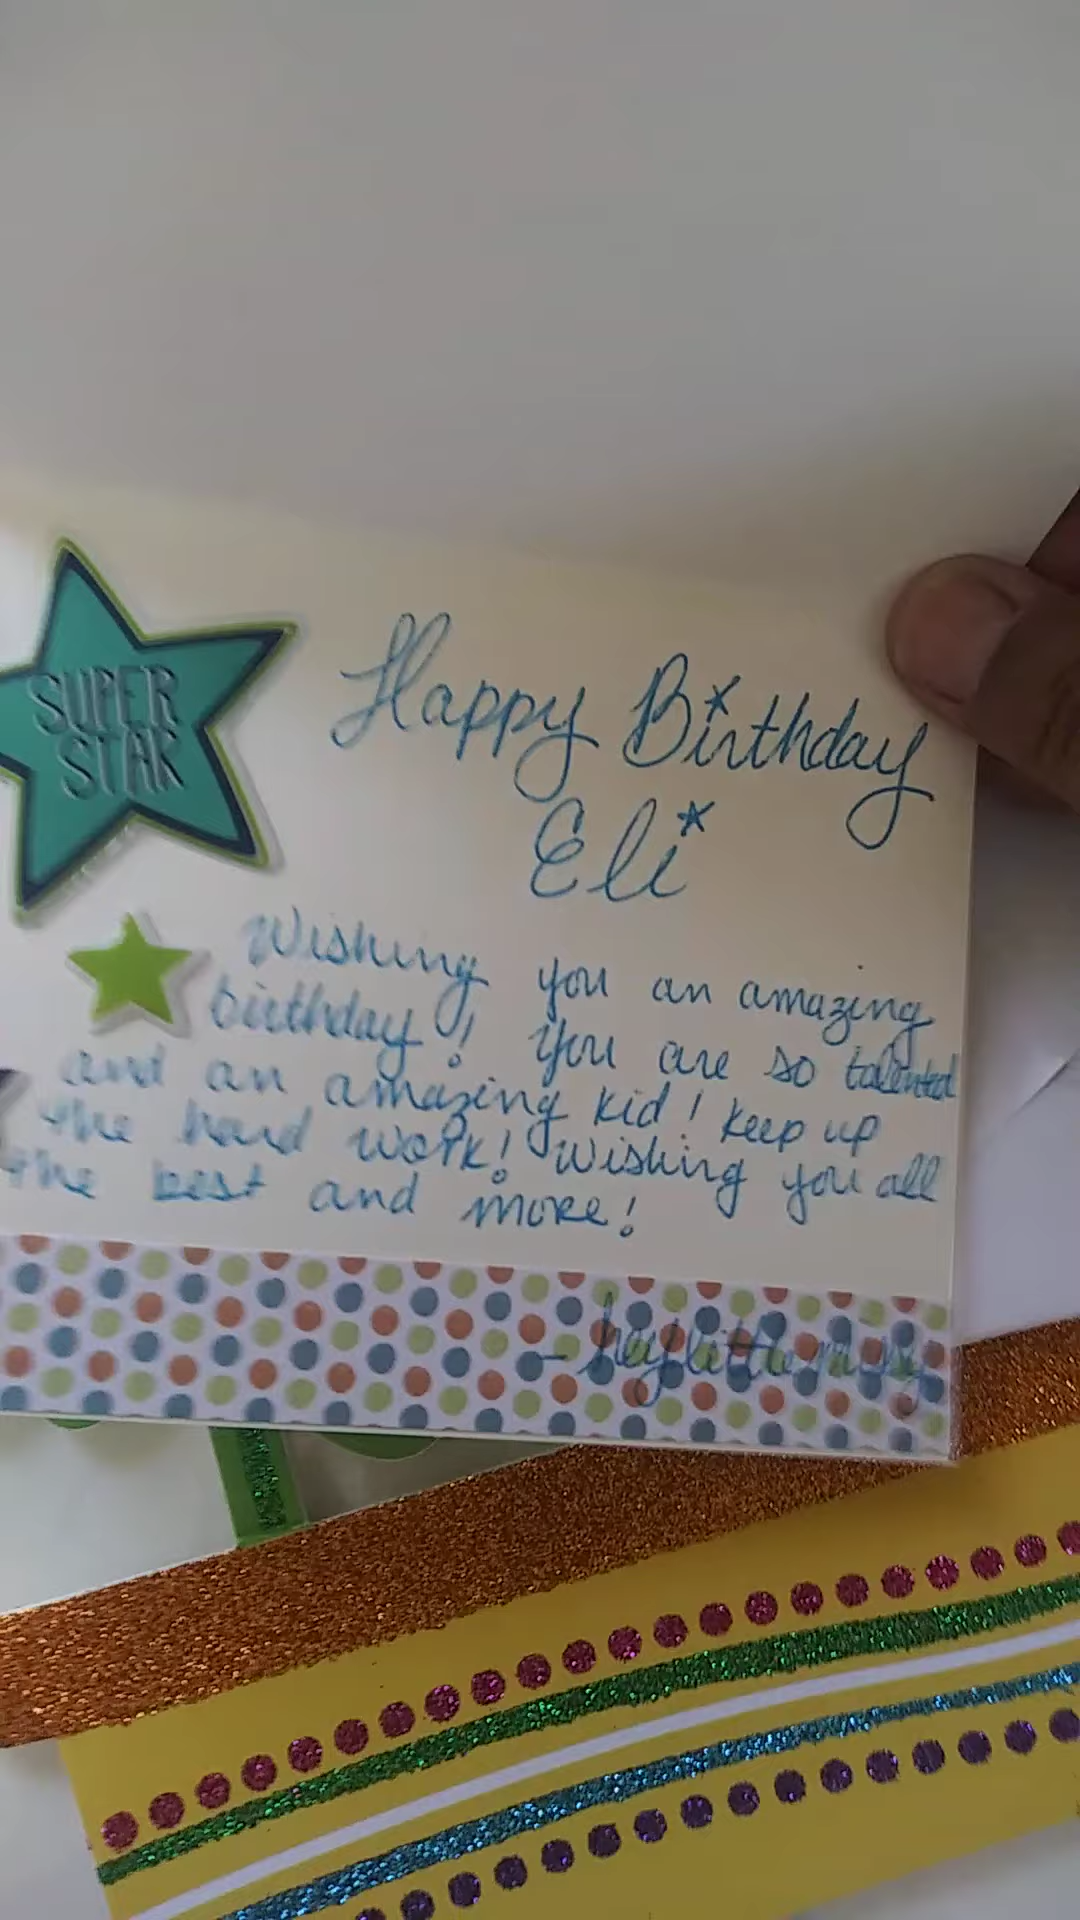 SUPER
STAR
Happy Birthday
Eli
Wishing you an amazing
birthday! You are so talented
and an amazing kid! Keep up
the hard work! Wishing you all
the best and more!
- heylittle